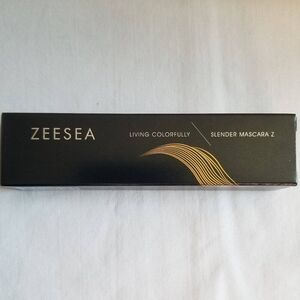 ZEESEA
LIVING COLORFULLY
SLENDER MASCARA Z